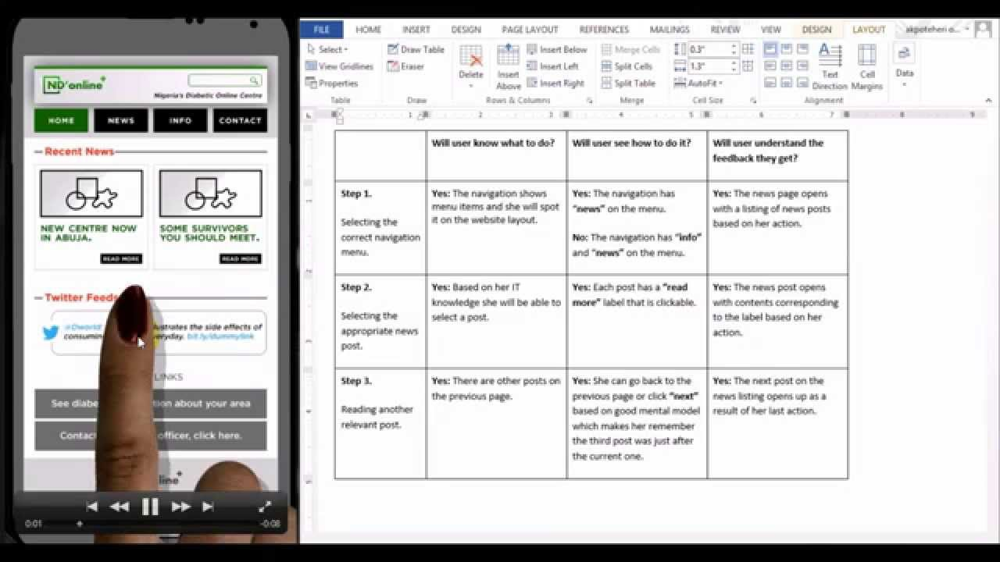 ND'online+
Nigeria's Diabetic Online Centre
HOME NEWS INFO CONTACT
Recent News
NEW CENTRE NOW
IN ABUJA.
READ MORE
SOME SURVIVORS
YOU SHOULD MEET.
READ MORE
Twitter Feeds
@Dworld lustrates the side effects of
consumin veryday. bit.ly/dummylink
LINKS
See diabe tion about your area
Contac officer, click here.
line+
0:01 -0:08
FILE HOME INSERT DESIGN PAGE LAYOUT REFERENCES MAILINGS REVIEW VIEW DESIGN LAYOUT akpoteheri o...
Select
View Gridlines
Properties
Table
Draw Table
Eraser
Draw
Delete
Insert
Above
Insert Below
Insert Left
Insert Right
Rows & Columns
Merge Cells
Split Cells
Split Table
Merge
0.3"
1.3"
AutoFit
Cell Size
Text
Direction
Cell
Margins
Alignment
Data
1 2 3 4 5 6 7 8 9
Will user know what to do?
Will user see how to do it?
Will user understand the
feedback they get?
Step 1.
Selecting the
correct navigation
menu.
Yes: The navigation shows
menu items and she will spot
it on the website layout.
Yes: The navigation has
“news” on the menu.
No: The navigation has “info”
and “news” on the menu.
Yes: The news page opens
with a listing of news posts
based on her action.
Step 2.
Selecting the
appropriate news
post.
Yes: Based on her IT
knowledge she will be able to
select a post.
Yes: Each post has a “read
more” label that is clickable.
Yes: The news post opens
with contents corresponding
to the label based on her
action.
Step 3.
Reading another
relevant post.
Yes: There are other posts on
the previous page.
Yes: She can go back to the
previous page or click “next”
based on good mental model
which makes her remember
the third post was just after
the current one.
Yes: The next post on the
news listing opens up as a
result of her last action.